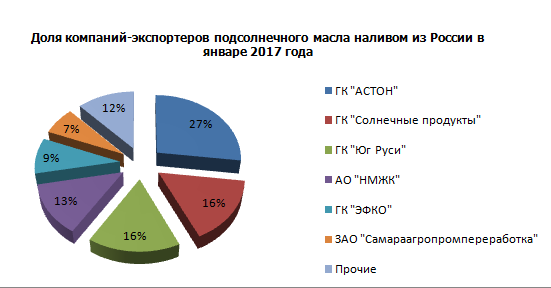 Доля компаний-экспортеров подсолнечного масла наливом из России в
январе 2017 года
27%
16%
16%
13%
9%
7%
12%
ГК "АСТОН"
ГК "Солнечные продукты"
ГК "Юг Руси"
АО "НМЖК"
ГК "ЭФКО"
ЗАО "Самараагропромпереработка"
Прочие